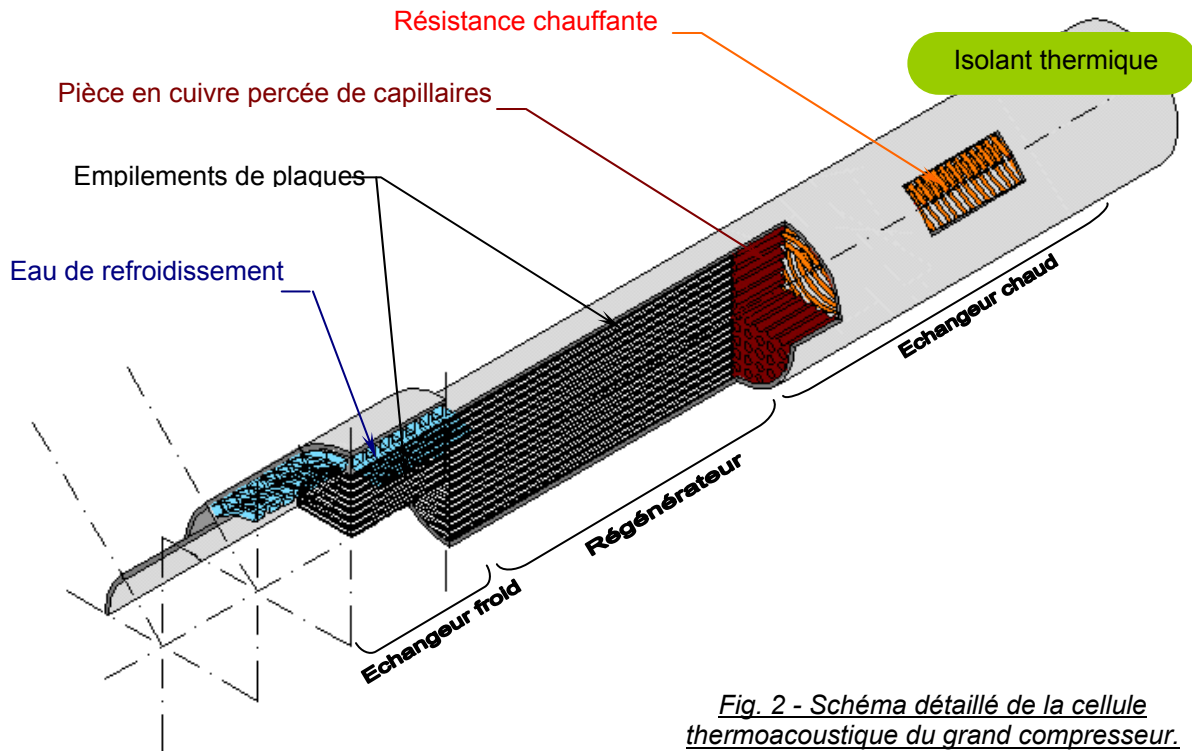 Résistance chauffante
Isolant thermique
Pièce en cuivre percée de capillaires
Empilements de plaques
Eau de refroidissement
Echangeur chaud
Régénérateur
Echangeur froid
Fig. 2 - Schéma détaillé de la cellule
thermoacoustique du grand compresseur.